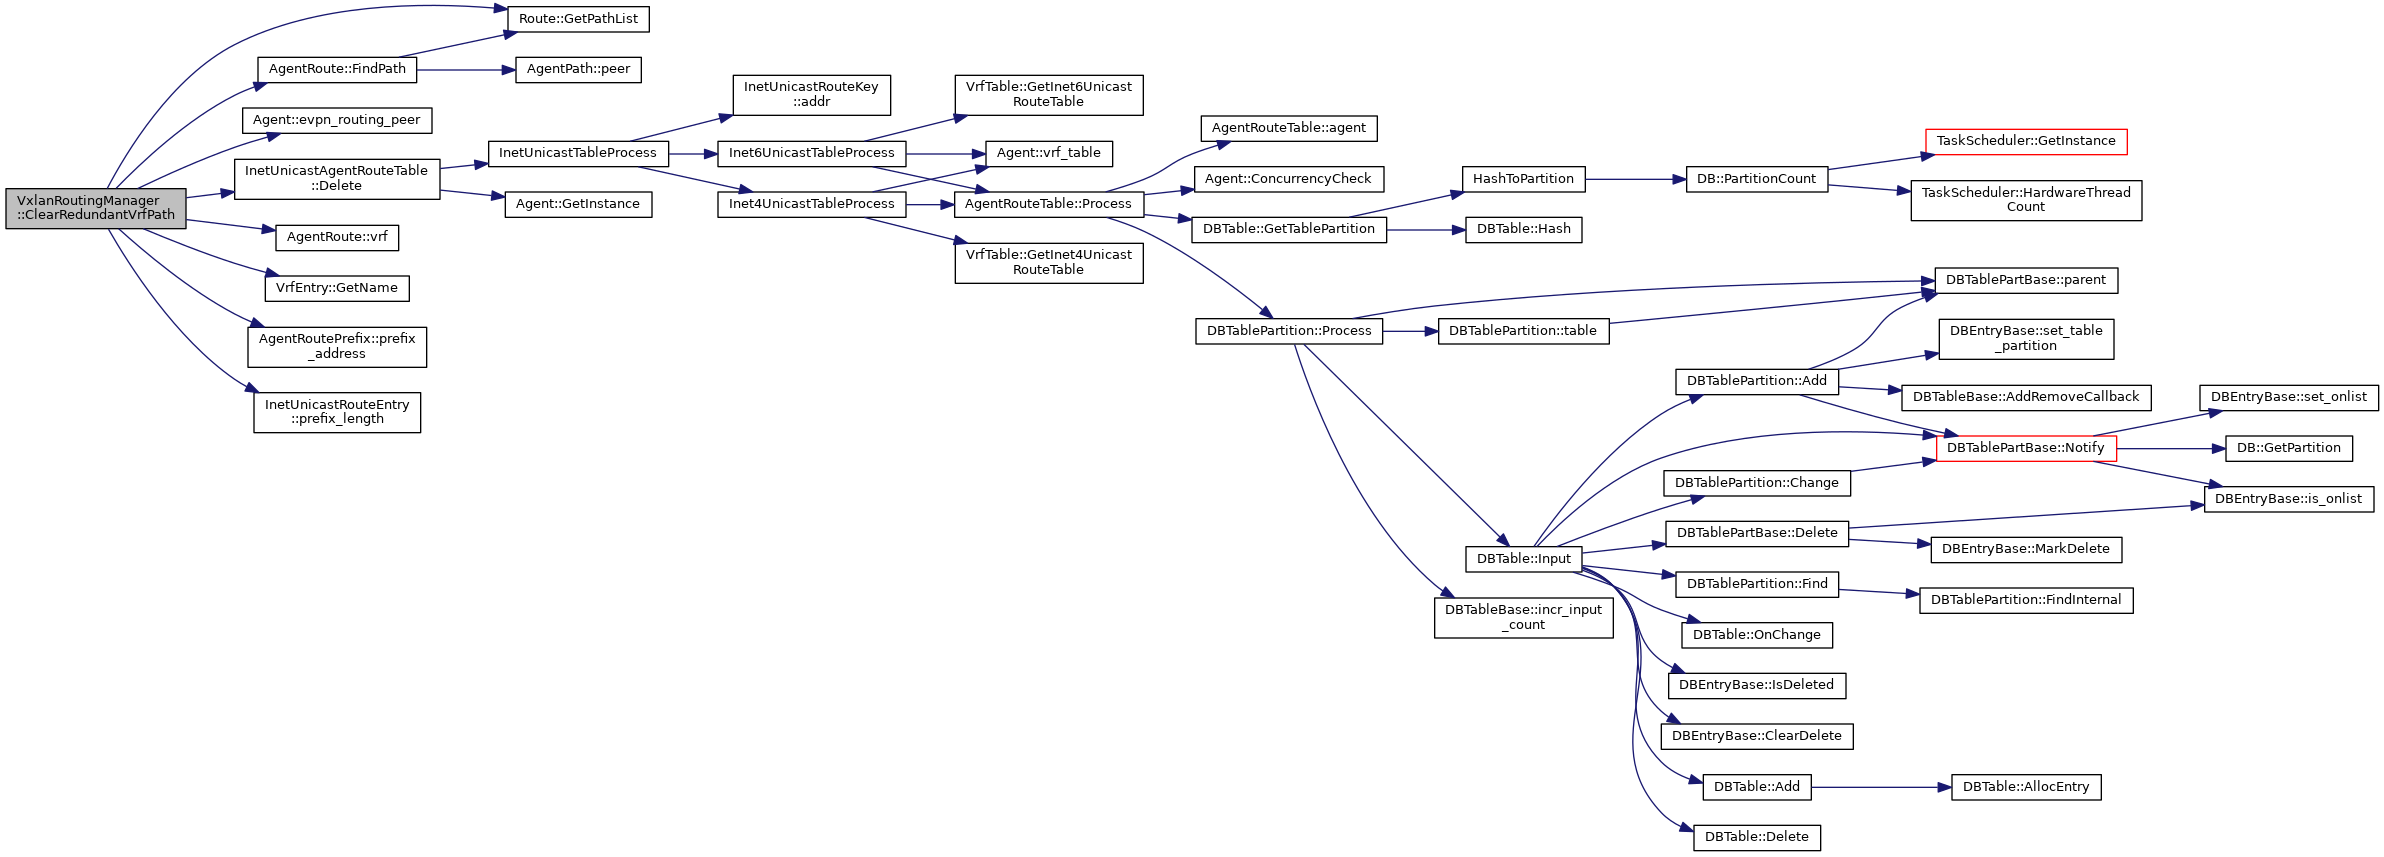 VxlanRoutingManager
::ClearRedundantVrfPath
Route::GetPathList
AgentRoute::FindPath
AgentPath::peer
Agent::evpn_routing_peer
InetUnicastAgentRouteTable
::Delete
AgentRoute::vrf
VrfEntry::GetName
AgentRoutePrefix::prefix
_address
InetUnicastRouteEntry
::prefix_length
InetUnicastTableProcess
Agent::GetInstance
InetUnicastRouteKey
::addr
Inet6UnicastTableProcess
Inet4UnicastTableProcess
VrfTable::GetInet6Unicast
RouteTable
Agent::vrf_table
AgentRouteTable::Process
VrfTable::GetInet4Unicast
RouteTable
AgentRouteTable::agent
Agent::ConcurrencyCheck
DBTable::GetTablePartition
DBTablePartition::Process
HashToPartition
DBTable::Hash
DBTablePartition::table
DBTable::Input
DBTableBase::incr_input
_count
DB::PartitionCount
TaskScheduler::GetInstance
TaskScheduler::HardwareThread
Count
DBTablePartBase::parent
DBTablePartition::Add
DBEntryBase::set_table
_partition
DBTableBase::AddRemoveCallback
DBTablePartBase::Notify
DBEntryBase::set_onlist
DB::GetPartition
DBEntryBase::is_onlist
DBTablePartition::Change
DBTablePartBase::Delete
DBEntryBase::MarkDelete
DBTablePartition::Find
DBTablePartition::FindInternal
DBTable::OnChange
DBEntryBase::IsDeleted
DBEntryBase::ClearDelete
DBTable::Add
DBTable::AllocEntry
DBTable::Delete